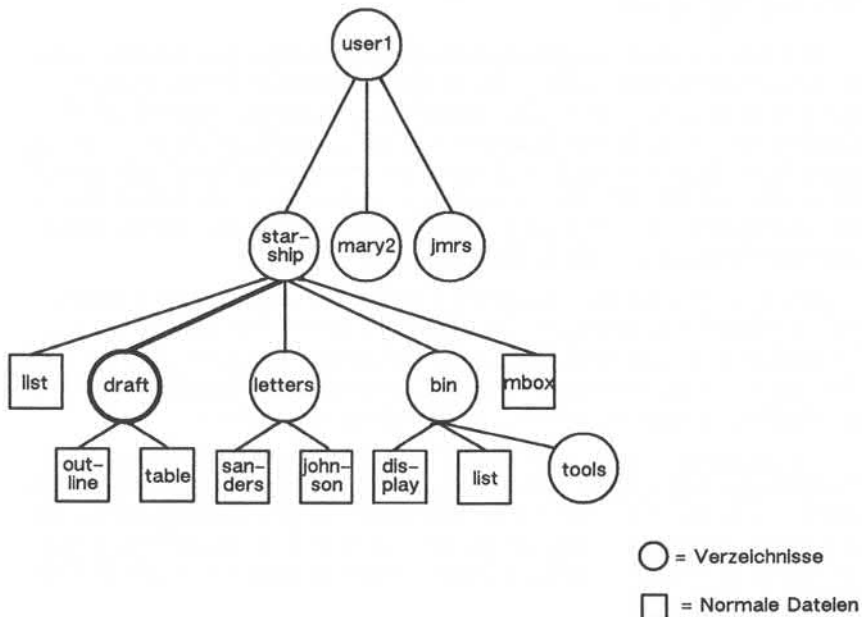 user1
star-
ship
mary2
jmrs
list
draft
letters
bin
mbox
out-
line
table
san-
ders
john-
son
dis-
play
list
tools
= Verzeichnisse
= Normale Dateien